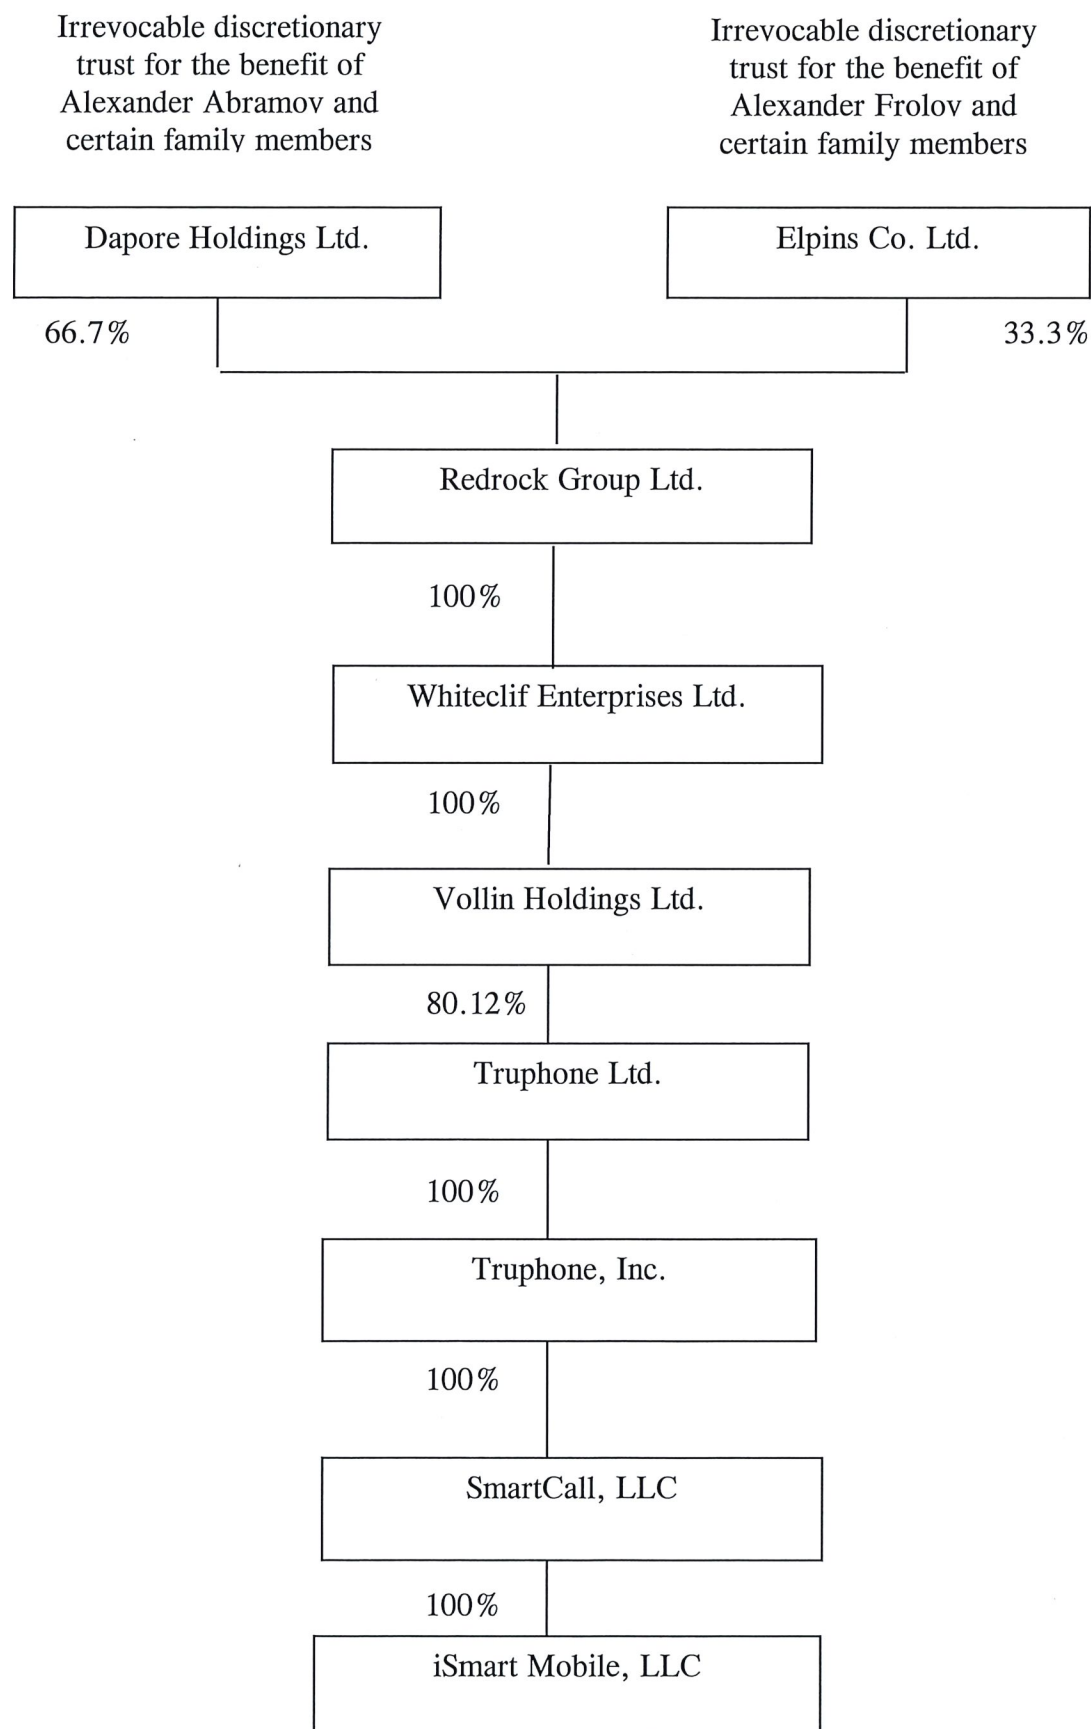 Irrevocable discretionary
trust for the benefit of
Alexander Abramov and
certain family members
Irrevocable discretionary
trust for the benefit of
Alexander Frolov and
certain family members
Dapore Holdings Ltd.
Elpins Co. Ltd.
66.7%
33.3%
Redrock Group Ltd.
100%
Whiteclif Enterprises Ltd.
100%
Vollin Holdings Ltd.
80.12%
Truphone Ltd.
100%
Truphone, Inc.
100%
SmartCall, LLC
100%
iSmart Mobile, LLC